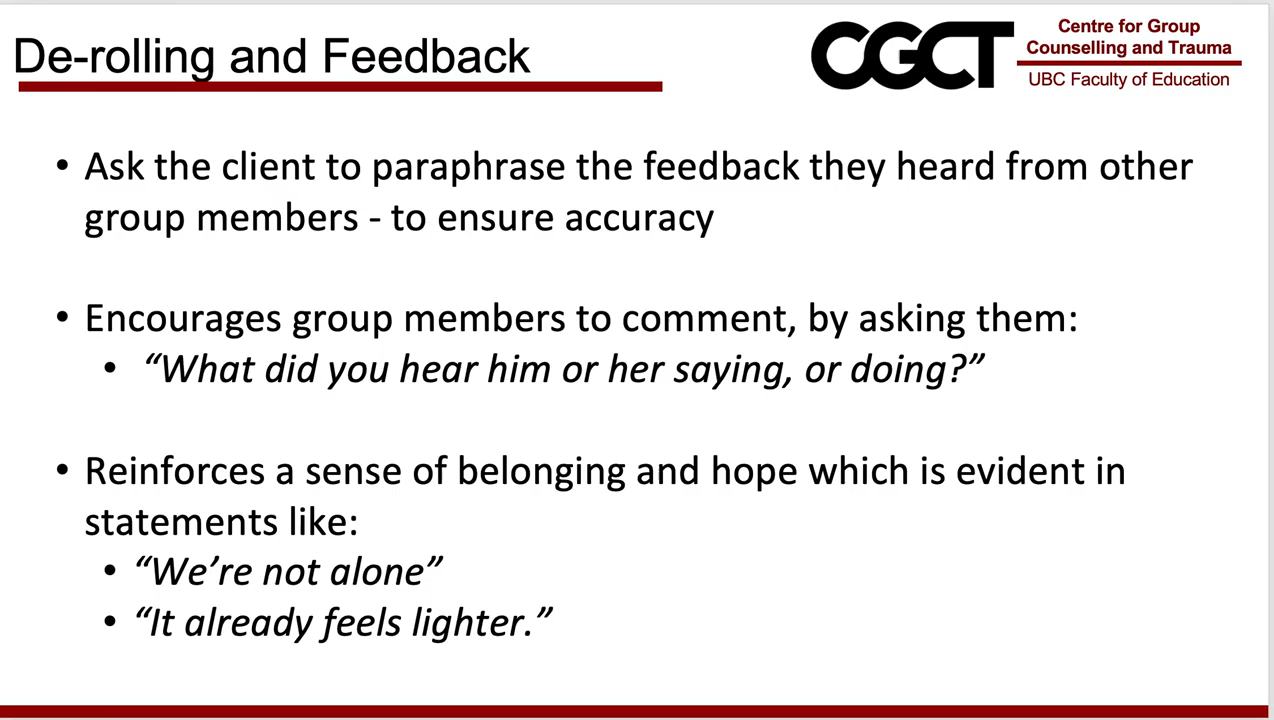 De-rolling and Feedback
CGCT
Centre for Group
Counselling and Trauma
UBC Faculty of Education
• Ask the client to paraphrase the feedback they heard from other
group members - to ensure accuracy
• Encourages group members to comment, by asking them:
• “What did you hear him or her saying, or doing?”
• Reinforces a sense of belonging and hope which is evident in
statements like:
• “We’re not alone”
• “It already feels lighter.”